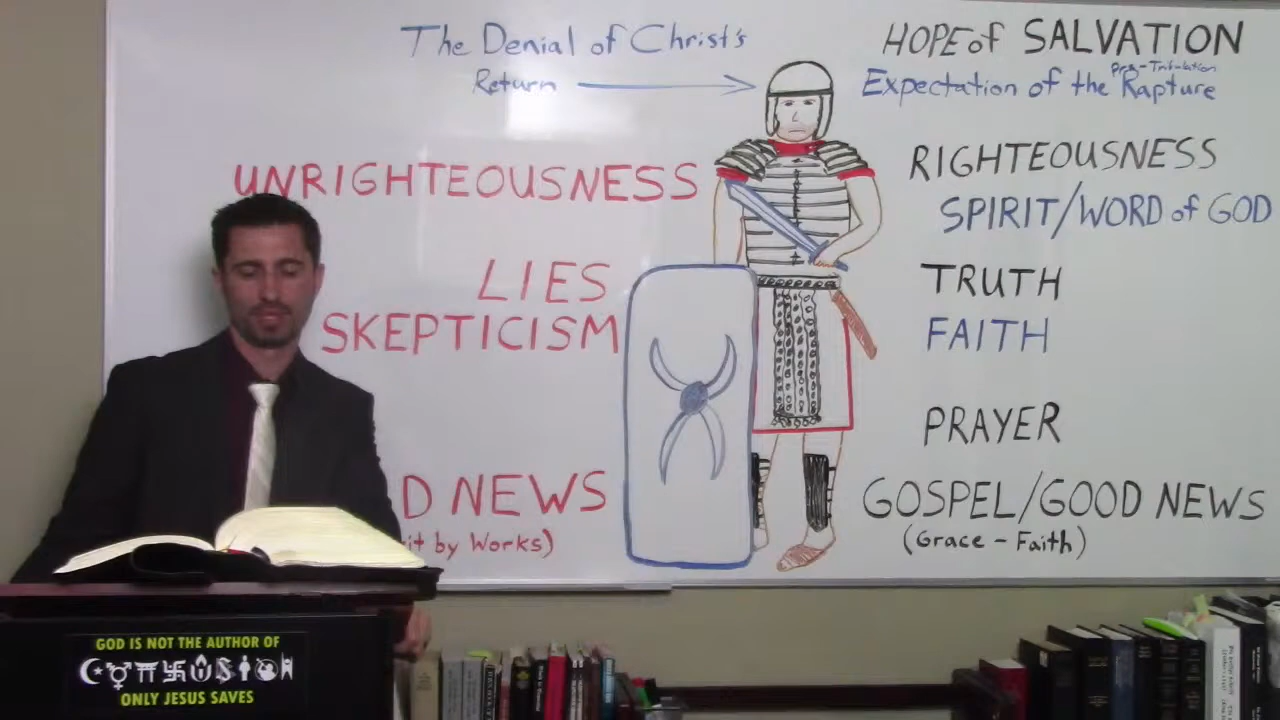 The Denial of Christ's
Return
HOPE of SALVATION
Pre-Tribulation
Expectation of the Rapture
UNRIGHTEOUSNESS
RIGHTEOUSNESS
SPIRIT/WORD of GOD
LIES
TRUTH
SKEPTICISM
FAITH
PRAYER
D NEWS
GOSPEL/GOOD NEWS
it by Works)
(Grace - Faith)
GOD IS NOT THE AUTHOR OF
ONLY JESUS SAVES